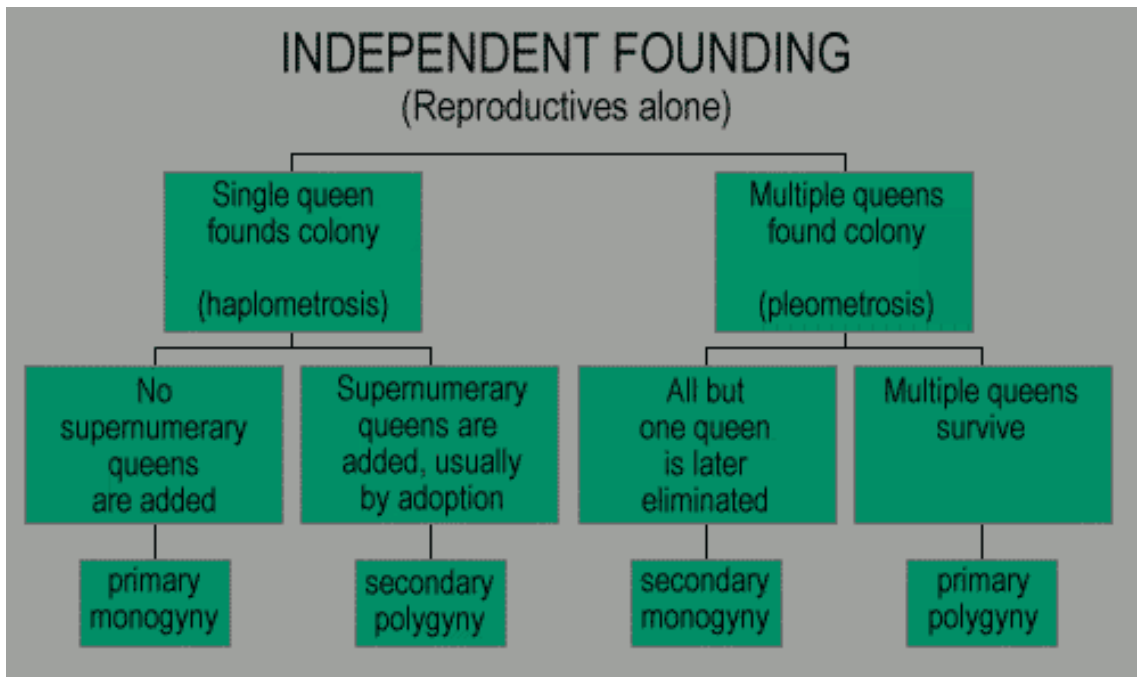 INDEPENDENT FOUNDING
(Reproductives alone)
Single queen
founds colony
(haplometrosis)
Multiple queens
found colony
(pleometrosis)
No
supernumerary
queens
are added
Supernumerary
queens are
added, usually
by adoption
All but
one queen
is later
eliminated
Multiple queens
survive
primary
monogyny
secondary
polygyny
secondary
monogyny
primary
polygyny